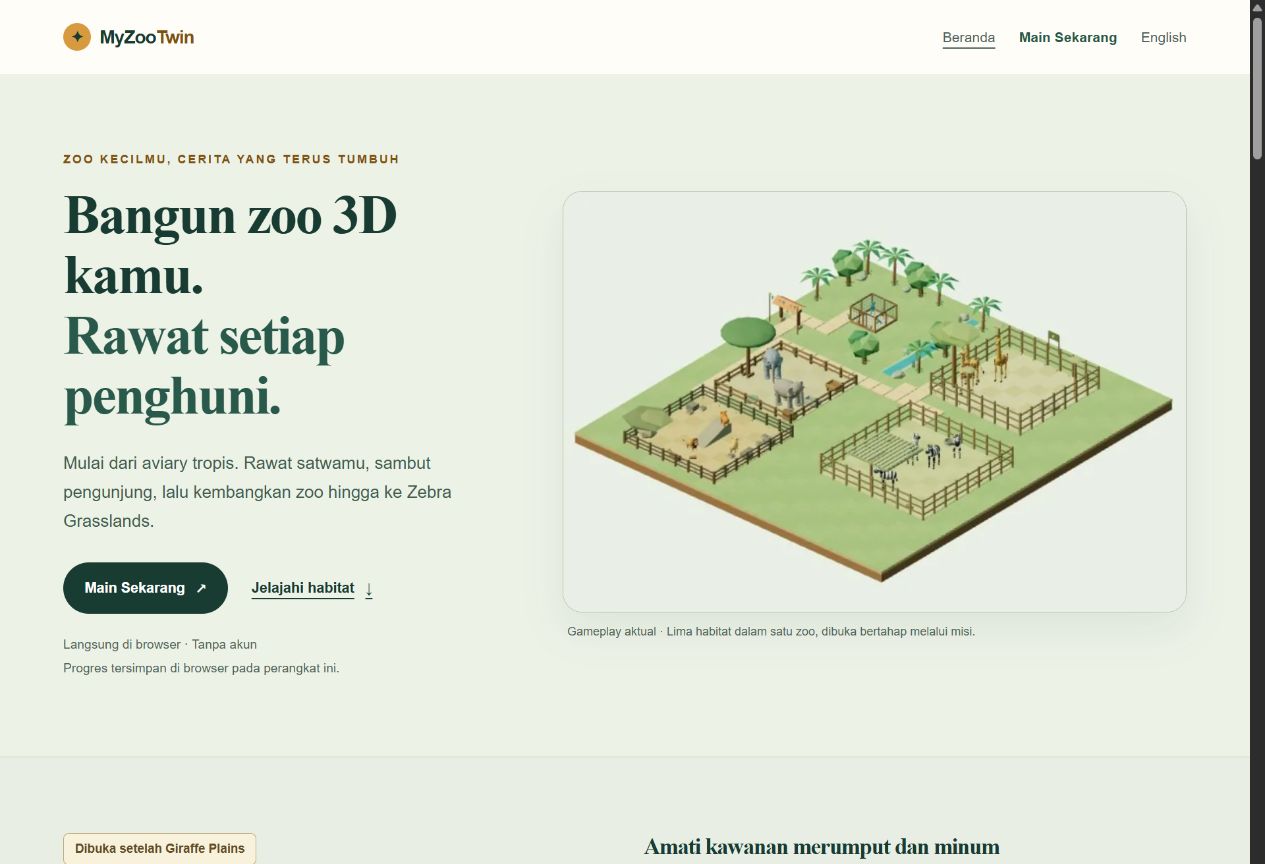 MyZooTwin
Beranda
Main Sekarang
English
ZOO KECILMU, CERITA YANG TERUS TUMBUH
Bangun zoo 3D
kamu.
Rawat setiap
penghuni.
Mulai dari aviary tropis. Rawat satwamu, sambut
pengunjung, lalu kembangkan zoo hingga ke Zebra
Grasslands.
Main Sekarang ↗
Jelajahi habitat ↓
Langsung di browser · Tanpa akun
Progres tersimpan di browser pada perangkat ini.
Gameplay aktual · Lima habitat dalam satu zoo, dibuka bertahap melalui misi.
Dibuka setelah Giraffe Plains
Amati kawanan merumput dan minum